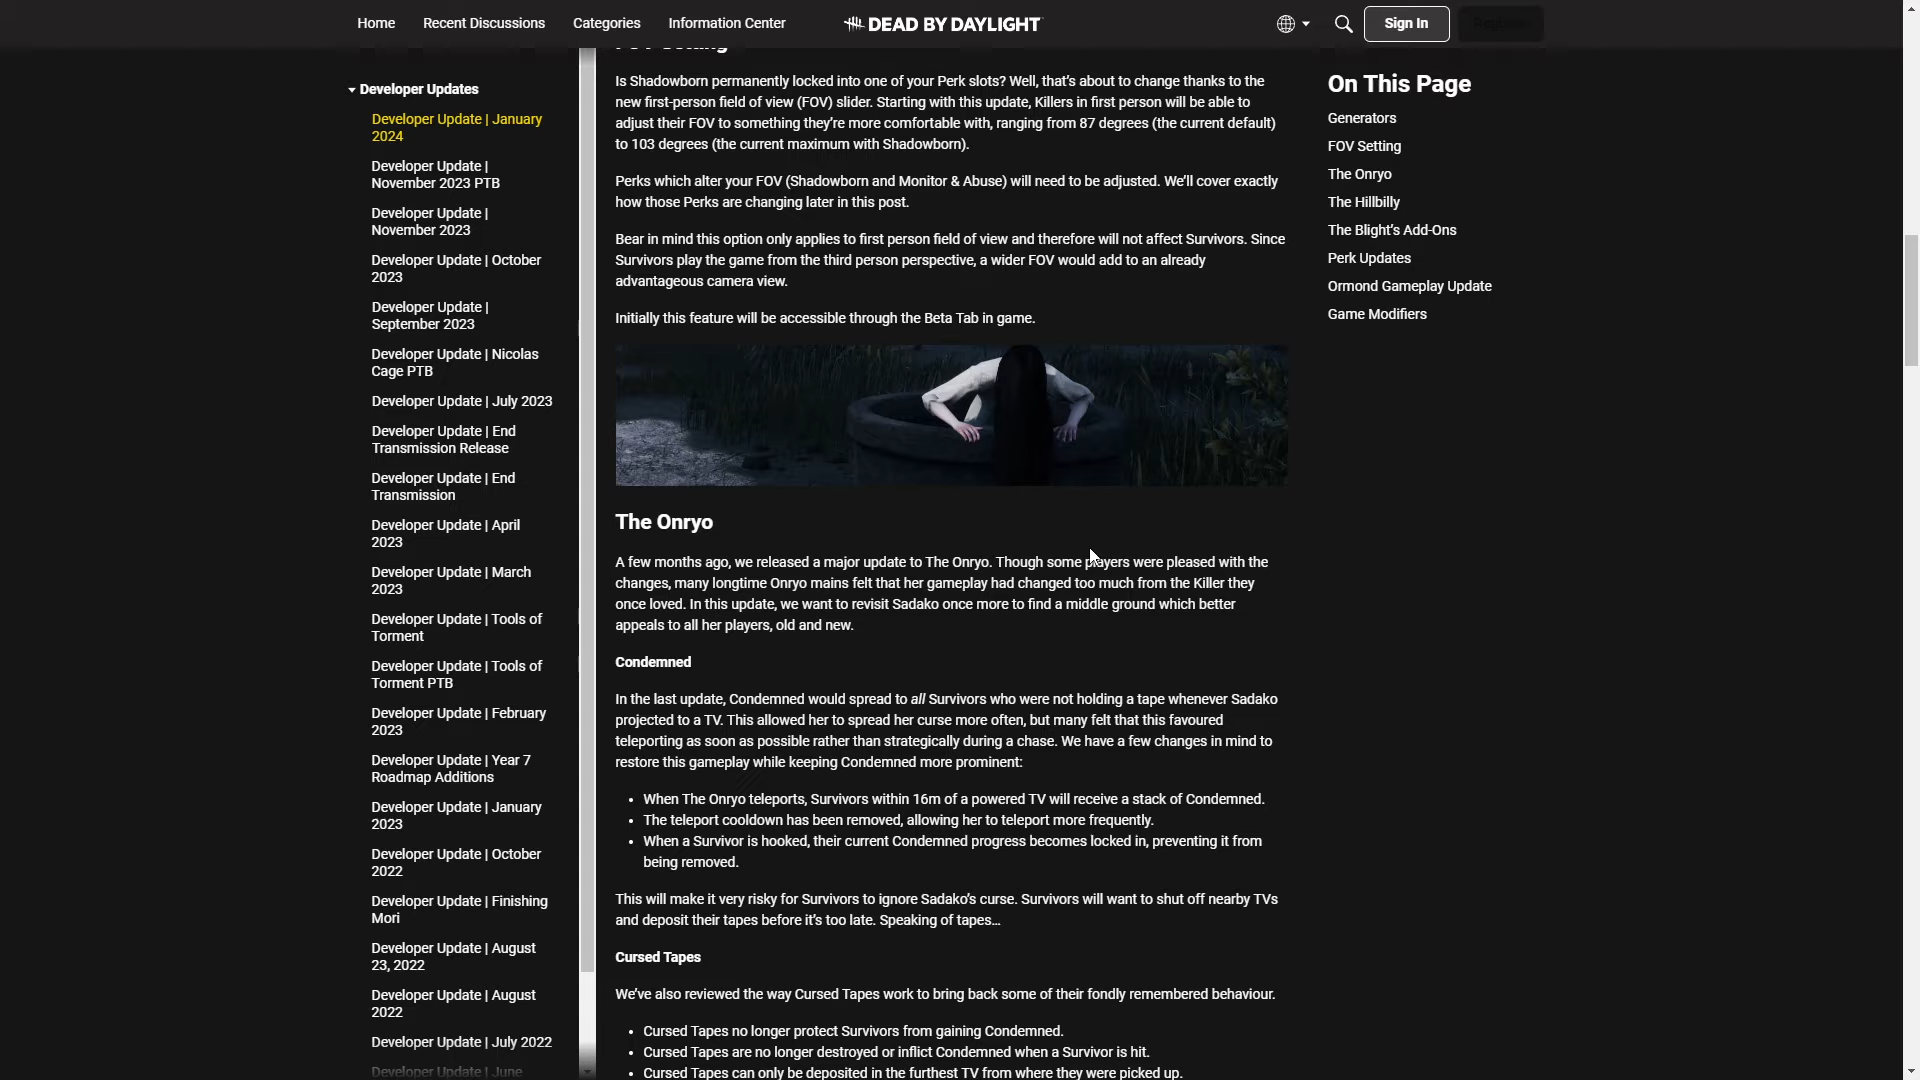 Home
Recent Discussions
Categories
Information Center
DEAD BY DAYLIGHT
Sign In
Developer Updates
Developer Update | January
2024
Developer Update |
November 2023 PTB
Developer Update |
November 2023
Developer Update | October
2023
Developer Update |
September 2023
Developer Update | Nicolas
Cage PTB
Developer Update | July 2023
Developer Update | End
Transmission Release
Developer Update | End
Transmission
Developer Update | April
2023
Developer Update | March
2023
Developer Update | Tools of
Torment
Developer Update | Tools of
Torment PTB
Developer Update | February
2023
Developer Update | Year 7
Roadmap Additions
Developer Update | January
2023
Developer Update | October
2022
Developer Update | Finishing
Mori
Developer Update | August
23, 2022
Developer Update | August
2022
Developer Update | July 2022
Developer Update | June
FOV Setting
Is Shadowborn permanently locked into one of your Perk slots? Well, that's about to change thanks to the
new first-person field of view (FOV) slider. Starting with this update, Killers in first person will be able to
adjust their FOV to something they're more comfortable with, ranging from 87 degrees (the current default)
to 103 degrees (the current maximum with Shadowborn).
Perks which alter your FOV (Shadowborn and Monitor & Abuse) will need to be adjusted. We'll cover exactly
how those Perks are changing later in this post.
Bear in mind this option only applies to first person field of view and therefore will not affect Survivors. Since
Survivors play the game from the third person perspective, a wider FOV would add to an already
advantageous camera view.
Initially this feature will be accessible through the Beta Tab in game.
The Onryo
A few months ago, we released a major update to The Onryo. Though some players were pleased with the
changes, many longtime Onryo mains felt that her gameplay had changed too much from the Killer they
once loved. In this update, we want to revisit Sadako once more to find a middle ground which better
appeals to all her players, old and new.
Condemned
In the last update, Condemned would spread to all Survivors who were not holding a tape whenever Sadako
projected to a TV. This allowed her to spread her curse more often, but many felt that this favoured
teleporting as soon as possible rather than strategically during a chase. We have a few changes in mind to
restore this gameplay while keeping Condemned more prominent:
• When The Onryo teleports, Survivors within 16m of a powered TV will receive a stack of Condemned.
• The teleport cooldown has been removed, allowing her to teleport more frequently.
• When a Survivor is hooked, their current Condemned progress becomes locked in, preventing it from
being removed.
This will make it very risky for Survivors to ignore Sadako's curse. Survivors will want to shut off nearby TVs
and deposit their tapes before it's too late. Speaking of tapes…
Cursed Tapes
We've also reviewed the way Cursed Tapes work to bring back some of their fondly remembered behaviour.
• Cursed Tapes no longer protect Survivors from gaining Condemned.
• Cursed Tapes are no longer destroyed or inflict Condemned when a Survivor is hit.
• Cursed Tapes can only be deposited in the furthest TV from where they were picked up.
On This Page
Generators
FOV Setting
The Onryo
The Hillbilly
The Blight's Add-Ons
Perk Updates
Ormond Gameplay Update
Game Modifiers